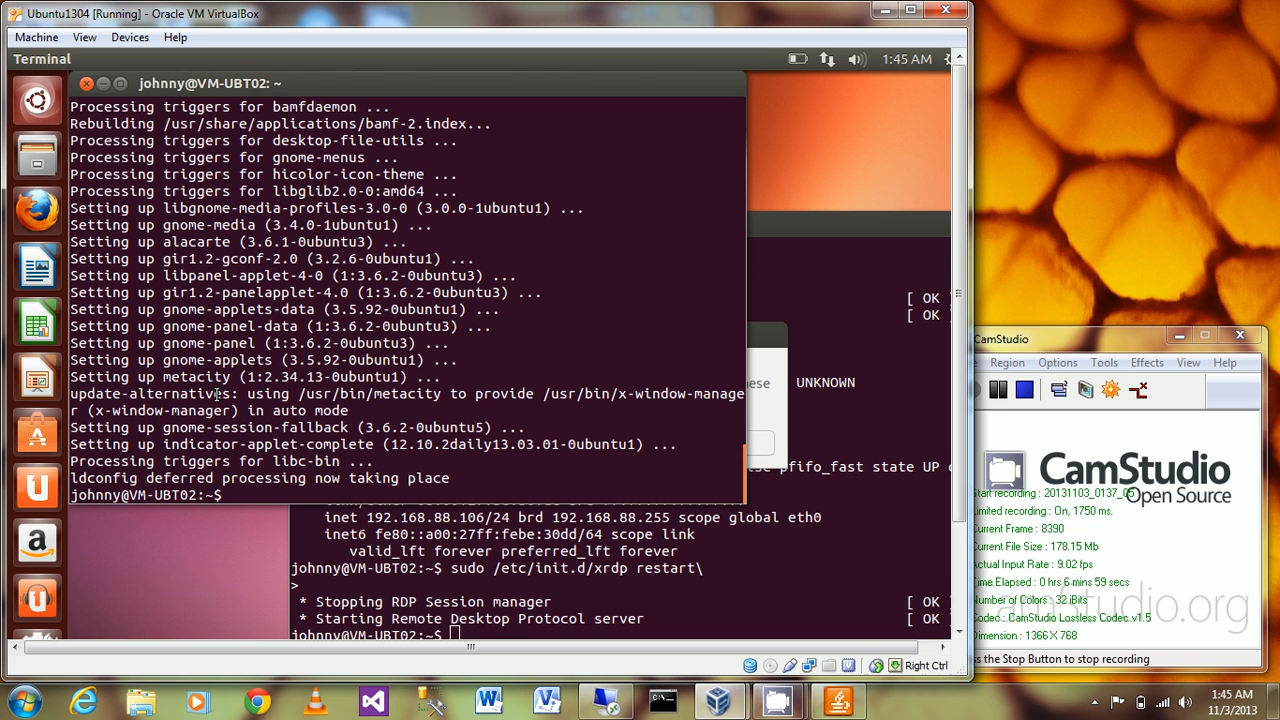 Ubuntu1304 [Running] - Oracle VM VirtualBox
Machine View Devices Help
Terminal
1:45 AM
johnny@VM-UBT02: ~
Processing triggers for bamfdaemon ...
Rebuilding /usr/share/applications/bamf-2.index...
Processing triggers for desktop-file-utils ...
Processing triggers for gnome-menus ...
Processing triggers for hicolor-icon-theme ...
Processing triggers for libglib2.0-0:amd64 ...
Setting up libgnome-media-profiles-3.0-0 (3.0.0-1ubuntu1) ...
Setting up gnome-media (3.4.0-1ubuntu1) ...
Setting up alacarte (3.6.1-0ubuntu3) ...
Setting up gir1.2-gconf-2.0 (3.2.6-0ubuntu1) ...
Setting up libpanel-applet-4-0 (1:3.6.2-0ubuntu3) ...
Setting up gir1.2-panelapplet-4.0 (1:3.6.2-0ubuntu3) ...
Setting up gnome-applets-data (3.5.92-0ubuntu1) ...
Setting up gnome-panel-data (1:3.6.2-0ubuntu3) ...
Setting up gnome-panel (1:3.6.2-0ubuntu3) ...
Setting up gnome-applets (3.5.92-0ubuntu1) ...
Setting up metacity (1:2.34.13-0ubuntu1) ...
update-alternatives: using /usr/bin/metacity to provide /usr/bin/x-window-manage
r (x-window-manager) in auto mode
Setting up gnome-session-fallback (3.6.2-0ubuntu5) ...
Setting up indicator-applet-complete (12.10.2daily13.03.01-0ubuntu1) ...
Processing triggers for libc-bin ...
ldconfig deferred processing now taking place
johnny@VM-UBT02:~$
[ OK
[ OK
UNKNOWN
pfifo_fast state UP
inet 192.168.88.106/24 brd 192.168.88.255 scope global eth0
inet6 fe80::a00:27ff:febe:30dd/64 scope link
valid_lft forever preferred_lft forever
johnny@VM-UBT02:~$ sudo /etc/init.d/xrdp restart\
>
* Stopping RDP Session manager [ OK
* Starting Remote Desktop Protocol server [ OK
johnny@VM-UBT02:~$
Right Ctrl
CamStudio
Region Options Tools Effects View Help
CamStudio
Open Source
Start recording : 20131103_0137_05
Limited recording : On, 1750 ms.
Current Frame : 8390
Current File Size : 178.15 Mb
Actual Input Rate : 9.02 fps
Time Elapsed : 0 hrs 6 mins 59 secs
Number of Colors : 32 Bits
Codec : CamStudio Lossless Codec v1.5
Dimension : 1366 X 768
camstudio.org
the Stop Button to stop recording
1:45 AM
11/3/2013